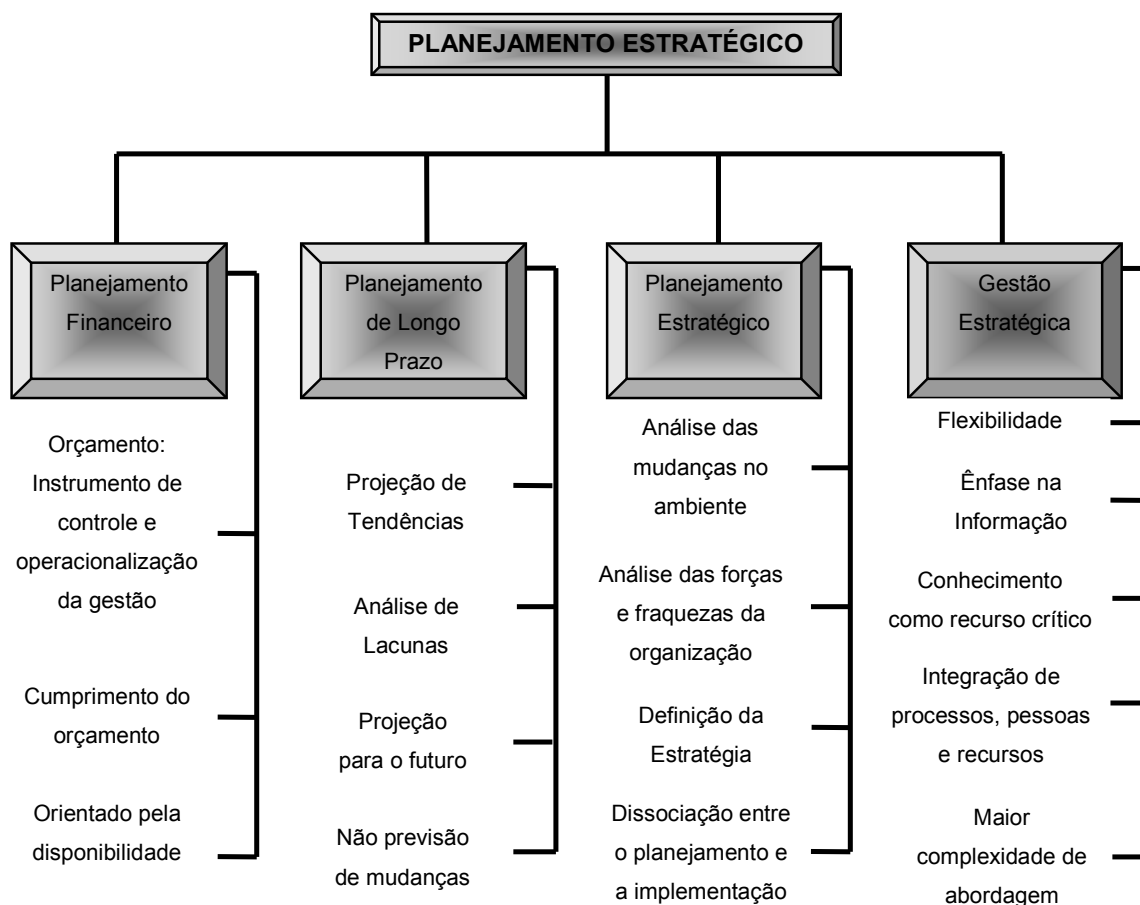 PLANEJAMENTO ESTRATÉGICO
Planejamento
Financeiro
Orçamento:
Instrumento de
controle e
operacionalização
da gestão
Cumprimento do
orçamento
Orientado pela
disponibilidade
Planejamento
de Longo
Prazo
Projeção de
Tendências
Análise de
Lacunas
Projeção
para o futuro
Não previsão
de mudanças
Planejamento
Estratégico
Análise das
mudanças no
ambiente
Análise das forças
e fraquezas da
organização
Definição da
Estratégia
Dissociação entre
o planejamento e
a implementação
Gestão
Estratégica
Flexibilidade
Ênfase na
Informação
Conhecimento
como recurso crítico
Integração de
processos, pessoas
e recursos
Maior
complexidade de
abordagem